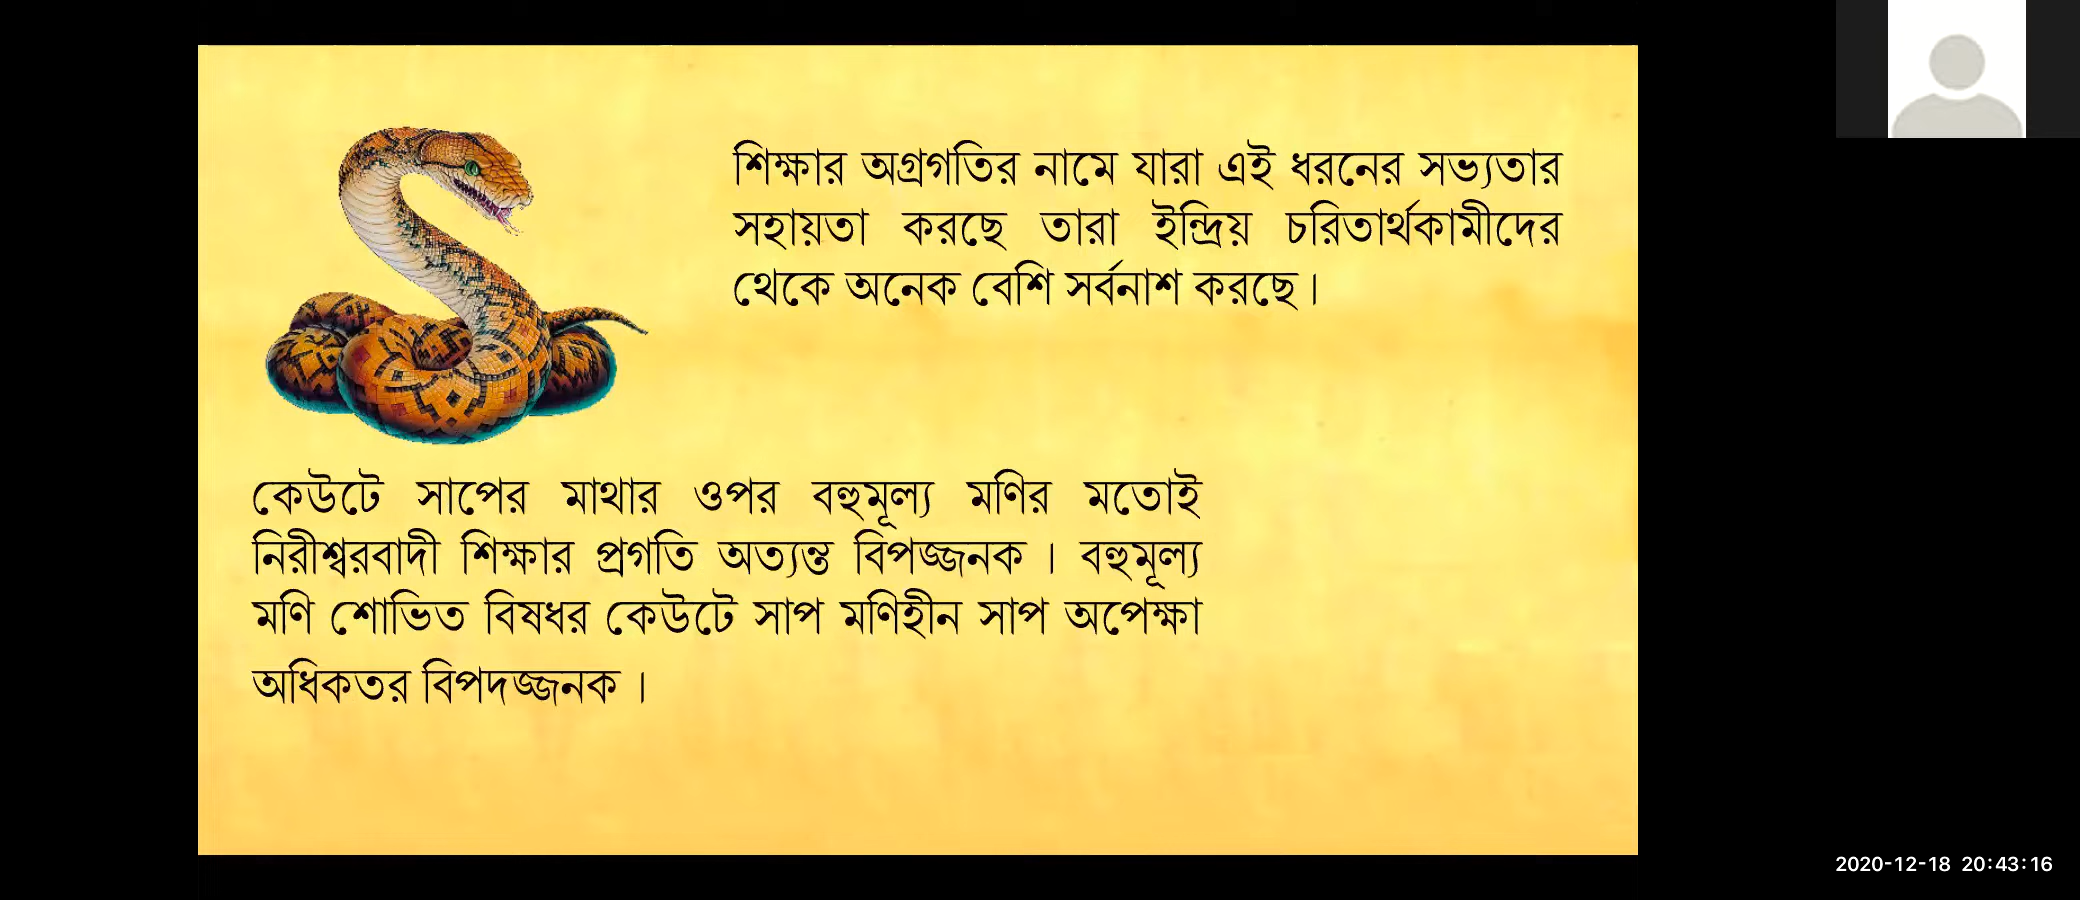 শিক্ষার অগ্রগতির নামে যারা এই ধরনের সভ্যতার
সহায়তা করছে তারা ইন্দ্রিয় চরিতার্থকামীদের
থেকে অনেক বেশি সর্বনাশ করছে।
কেউটে সাপের মাথার ওপর বহুমূল্য মণির মতোই
নিরীশ্বরবাদী শিক্ষার প্রগতি অত্যন্ত বিপজ্জনক । বহুমূল্য
মণি শোভিত বিষধর কেউটে সাপ মণিহীন সাপ অপেক্ষা
অধিকতর বিপদজ্জনক ।
2020-12-18 20:43:16